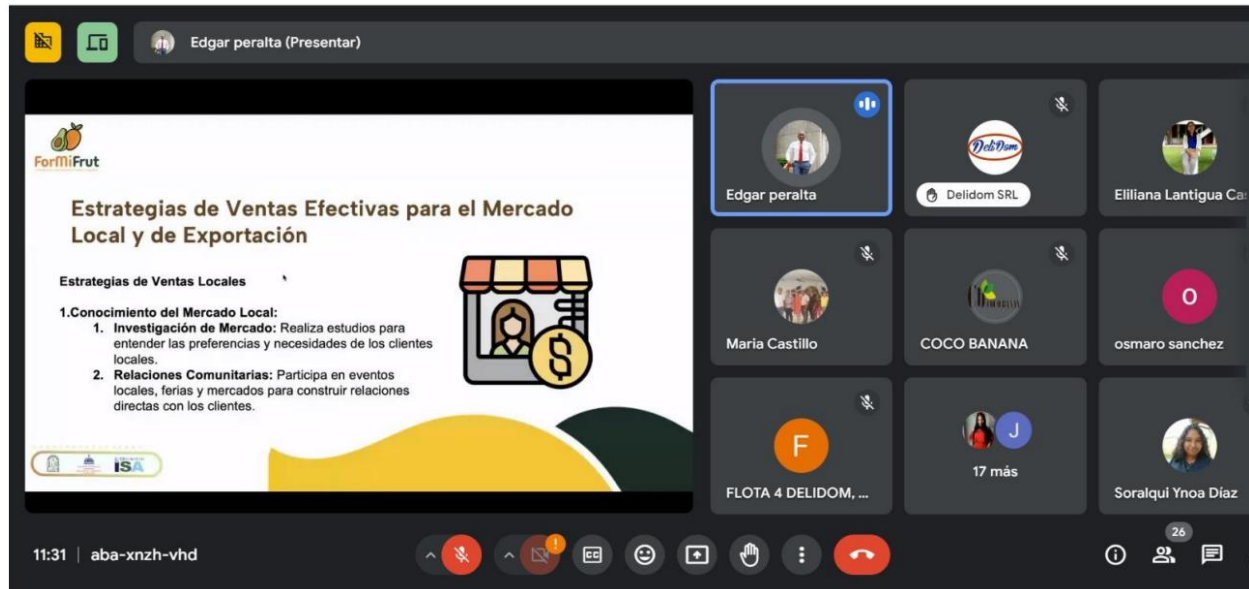 Edgar peralta (Presentar)
ForMiFrut
Estrategias de Ventas Efectivas para el Mercado
Local y de Exportación
Estrategias de Ventas Locales
1.Conocimiento del Mercado Local:
1. Investigación de Mercado: Realiza estudios para
entender las preferencias y necesidades de los clientes
locales.
2. Relaciones Comunitarias: Participa en eventos
locales, ferias y mercados para construir relaciones
directas con los clientes.
ISA
Edgar peralta
DeliDom
Delidom SRL
Eliliana Lantigua Ca
Maria Castillo
COCO BANANA
O
osmaro sanchez
F
FLOTA 4 DELIDOM, ...
J
17 más
Soralqui Ynoa Díaz
11:31 | aba-xnzh-vhd
CC
26